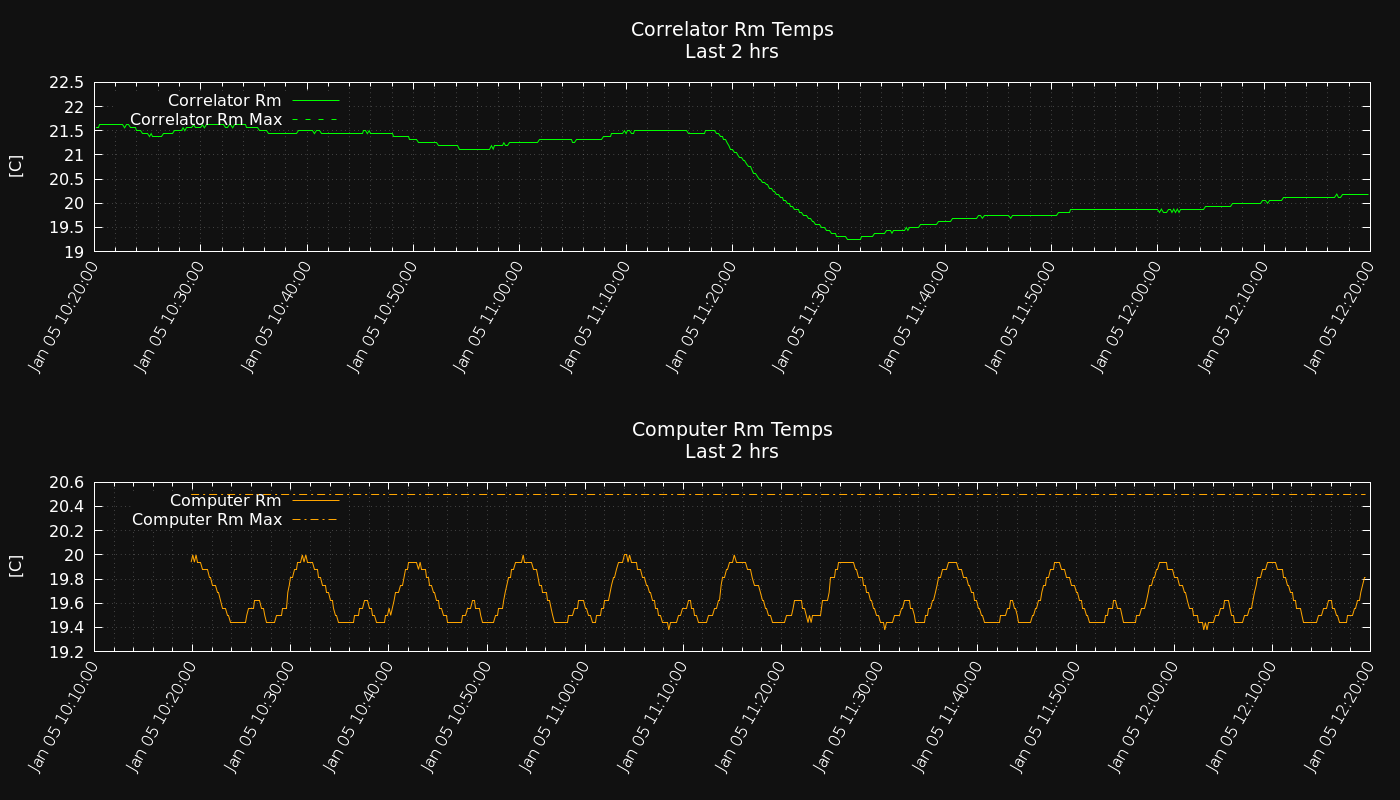 Correlator Rm Temps
Last 2 hrs
[C]
22.5
22
21.5
21
20.5
20
19.5
19
Correlator Rm
Correlator Rm Max
Jan 05 10:20:00
Jan 05 10:30:00
Jan 05 10:40:00
Jan 05 10:50:00
Jan 05 11:00:00
Jan 05 11:10:00
Jan 05 11:20:00
Jan 05 11:30:00
Jan 05 11:40:00
Jan 05 11:50:00
Jan 05 12:00:00
Jan 05 12:10:00
Jan 05 12:20:00
Computer Rm Temps
Last 2 hrs
[C]
20.6
20.4
20.2
20
19.8
19.6
19.4
19.2
Computer Rm
Computer Rm Max
Jan 05 10:10:00
Jan 05 10:20:00
Jan 05 10:30:00
Jan 05 10:40:00
Jan 05 10:50:00
Jan 05 11:00:00
Jan 05 11:10:00
Jan 05 11:20:00
Jan 05 11:30:00
Jan 05 11:40:00
Jan 05 11:50:00
Jan 05 12:00:00
Jan 05 12:10:00
Jan 05 12:20:00